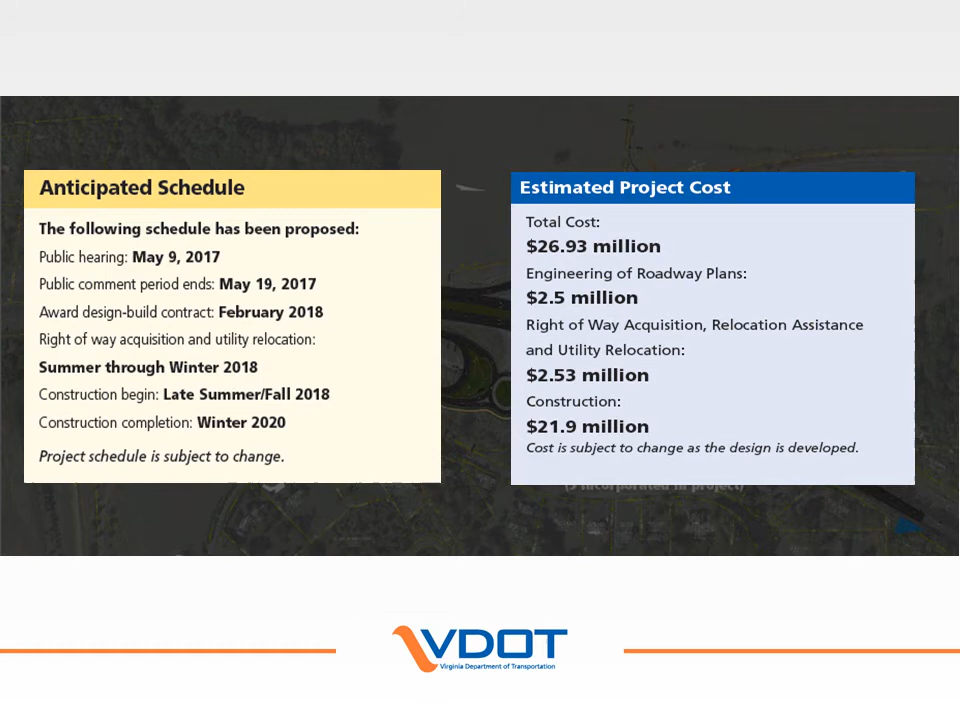 Anticipated Schedule
The following schedule has been proposed:
Public hearing: May 9, 2017
Public comment period ends: May 19, 2017
Award design-build contract: February 2018
Right of way acquisition and utility relocation:
Summer through Winter 2018
Construction begin: Late Summer/Fall 2018
Construction completion: Winter 2020
Project schedule is subject to change.
Estimated Project Cost
Total Cost:
$26.93 million
Engineering of Roadway Plans:
$2.5 million
Right of Way Acquisition, Relocation Assistance
and Utility Relocation:
$2.53 million
Construction:
$21.9 million
Cost is subject to change as the design is developed.
incorporated in project)
VDOT
Virginia Department of Transportation